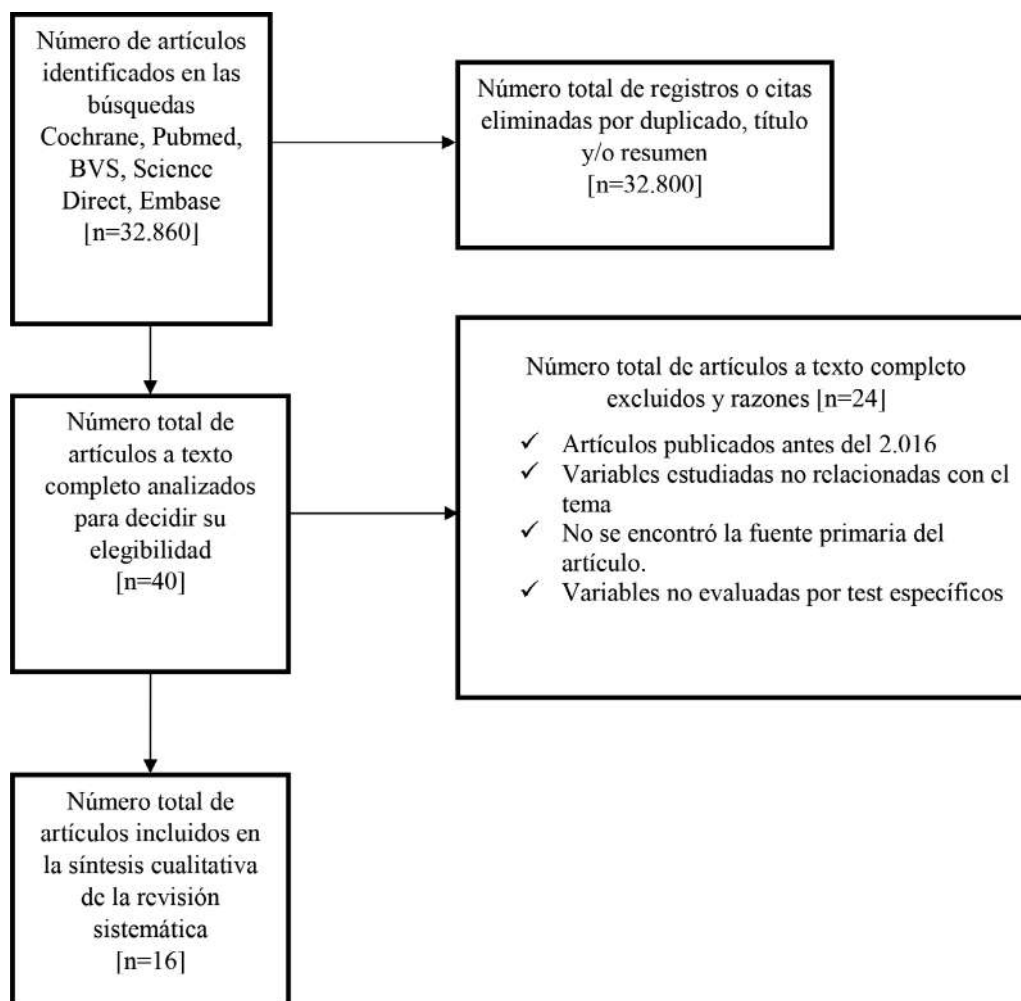 Número de artículos
identificados en las
búsquedas
Cochrane, Pubmed,
BVS, Science
Direct, Embase
[n=32.860]
Número total de registros o citas
eliminadas por duplicado, título
y/o resumen
[n=32.800]
Número total de
artículos a texto
completo analizados
para decidir su
elegibilidad
[n=40]
Número total de artículos a texto completo
excluidos y razones [n=24]
✓ Artículos publicados antes del 2.016
✓ Variables estudiadas no relacionadas con el
tema
✓ No se encontró la fuente primaria del
artículo.
✓ Variables no evaluadas por test específicos
Número total de
artículos incluidos en
la síntesis cualitativa
de la revisión
sistemática
[n=16]